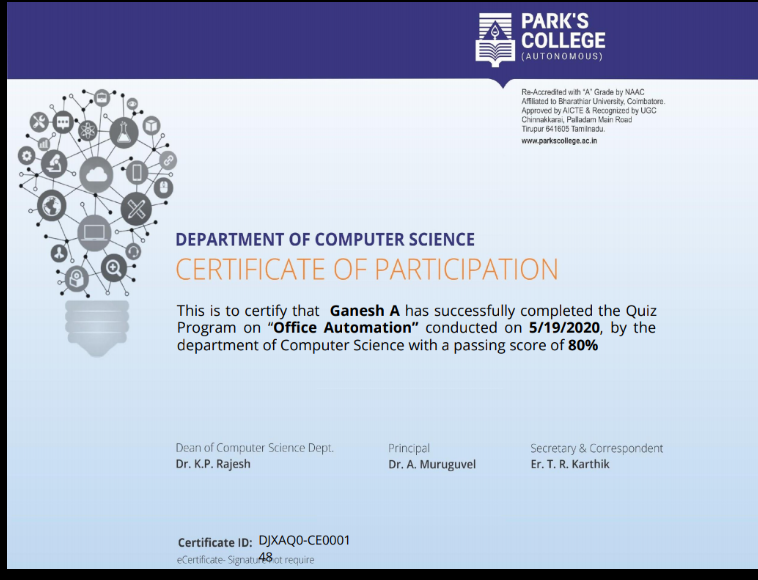 PARK'S
COLLEGE
(AUTONOMOUS)
Re-Accredited with "A" Grade by NAAC
Affiliated to Bharathiar University, Coimbatore.
Approved by AICTE & Recognized by UGC
Chinnakkarai, Palladam Main Road
Tirupur 641605 Tamilnadu.
www.parkscollege.ac.in
DEPARTMENT OF COMPUTER SCIENCE
CERTIFICATE OF PARTICIPATION
This is to certify that Ganesh A has successfully completed the Quiz
Program on “Office Automation” conducted on 5/19/2020, by the
department of Computer Science with a passing score of 80%
Dean of Computer Science Dept.
Dr. K.P. Rajesh
Principal
Dr. A. Muruguvel
Secretary & Correspondent
Er. T. R. Karthik
Certificate ID: DJXAQ0-CE0001
48
eCertificate- Signature not require